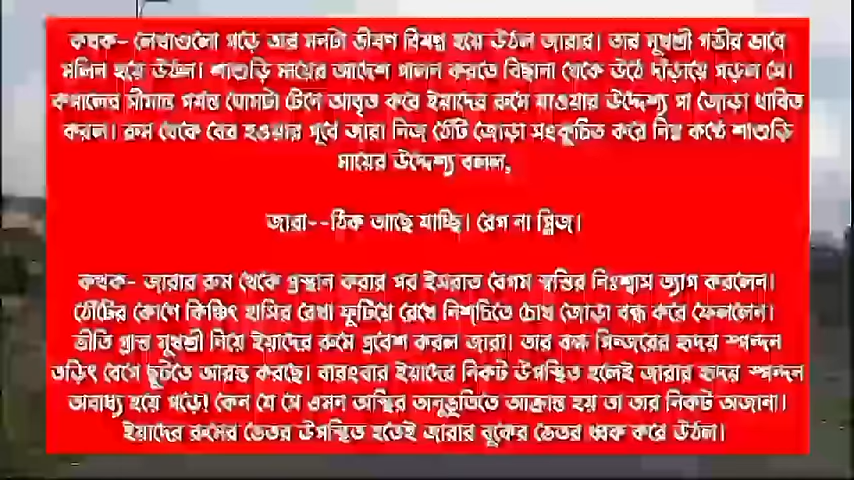 কথক- লেখাগুলো পড়ে তার মনটা ভীষণ বিষন্ন হয়ে উঠল জারার। তার মুখশ্রী গভীর ভাবে
মলিন হয়ে উঠল। শাশুড়ি মায়ের আদেশ পালন করতে বিছানা থেকে উঠে দাঁড়ায়ে পড়ল সে।
কপালের সীমান্ত পর্যন্ত ঘোমটা টেনে আবৃত করে ইয়াদের রুমে যাওয়ার উদ্দেশ্য পা জোড়া ধাবিত
করল। রুম থেকে বের হওয়ার পূর্বে জারা নিজ ঠোঁট জোড়া সংকুচিত করে নিম্ন কণ্ঠে শাশুড়ি
মায়ের উদ্দেশ্য বলল,
জারা--ঠিক আছে যাচ্ছি। রেগ না প্লিজ।
কথক- জারার রুম থেকে প্রস্থান করার পর ইসরাত বেগম স্বস্তির নিঃশ্বাস ত্যাগ করলেন।
ঠোঁটের কোণে কিঞ্চিৎ হাসির রেখা ফুটিয়ে রেখে নিশ্চিতে চোখ জোড়া বন্ধ করে ফেললেন।
ভীতি গ্রস্ত মুখশ্রী নিয়ে ইয়াদের রুমে প্রবেশ করল জারা। তার বক্ষ পিন্জরের হৃদয় স্পন্দন
তড়িৎ বেগে ছুটতে আরম্ভ করছে। বারংবার ইয়াদের নিকট উপস্থিত হলেই জারার হৃদয় স্পন্দন
অবাধ্য হয়ে পড়ে! কেন যে সে এমন অস্থির অনুভূতিতে আক্রান্ত হয় তা তার নিকট অজানা।
ইয়াদের রুমের ভেতর উপস্থিত হতেই জারার বুকের ভেতর ধ্বক করে উঠল।